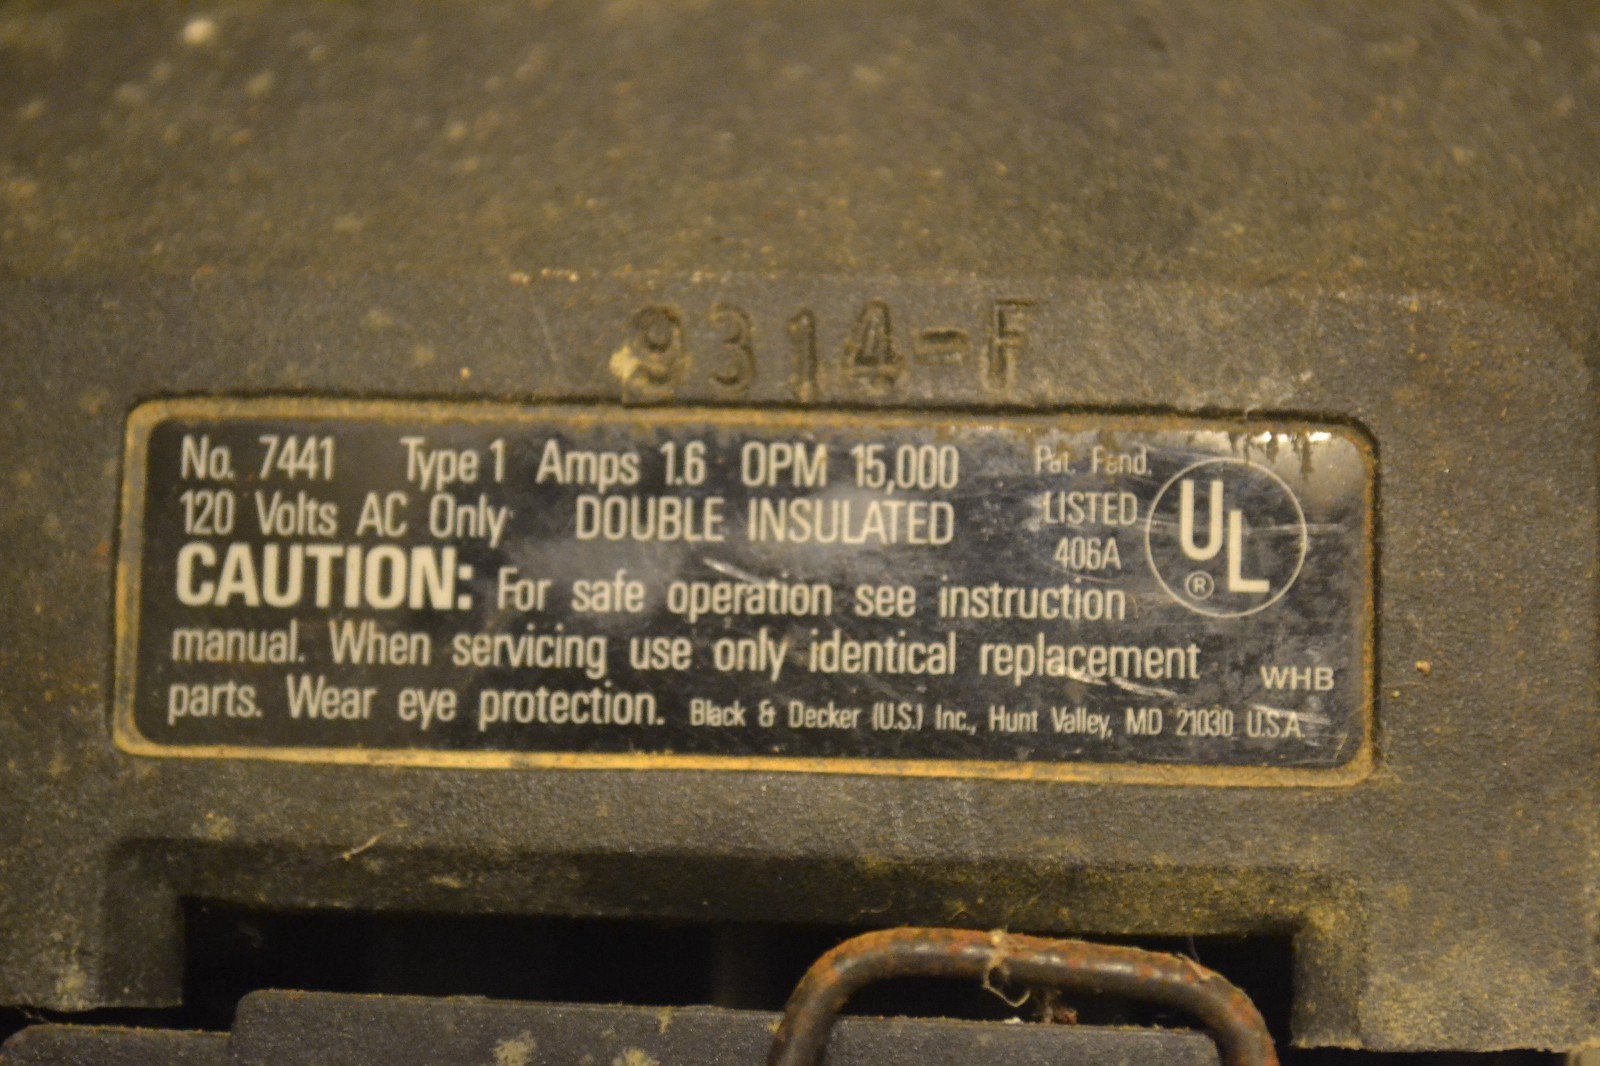 9314-F
No. 7441 Type 1 Amps 1.6 OPM 15,000 Pat. Pend.
120 Volts AC Only DOUBLE INSULATED LISTED
406A
UL
®
CAUTION: For safe operation see instruction
manual. When servicing use only identical replacement
WHB
parts. Wear eye protection. Black & Decker (U.S.) Inc., Hunt Valley, MD 21030 U.S.A.